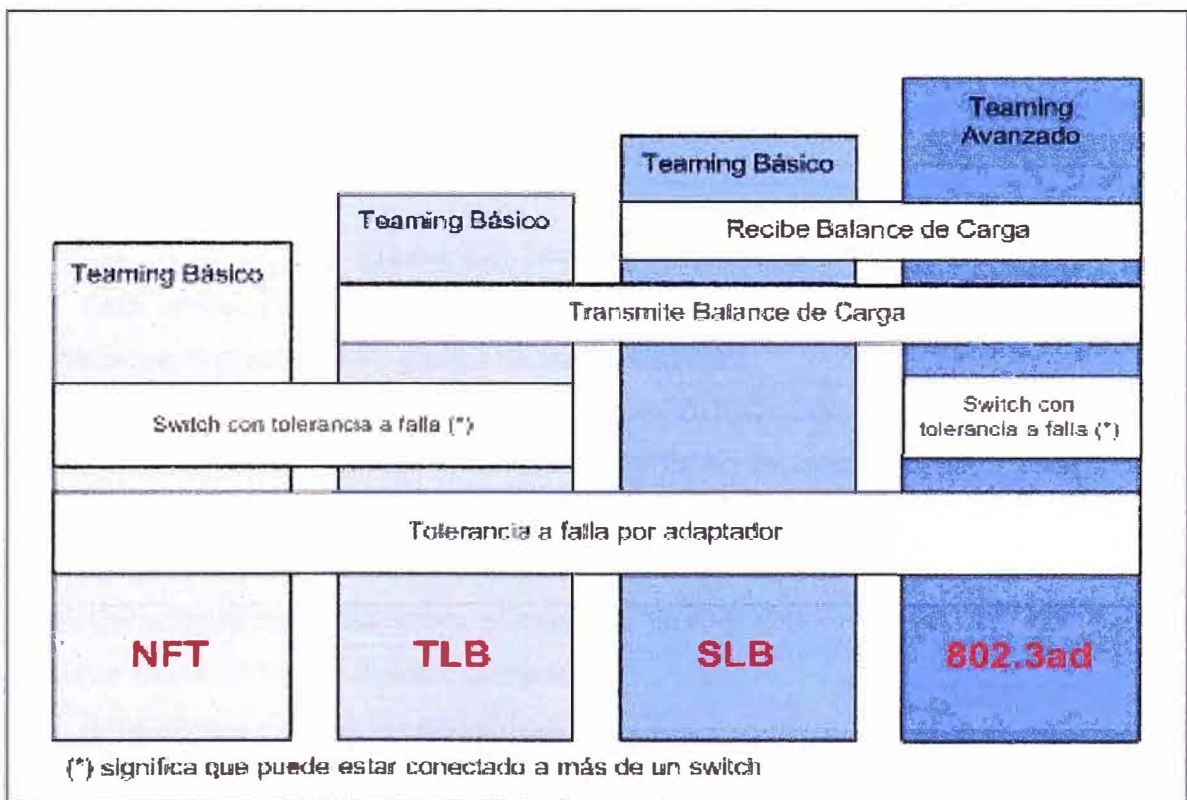 Teaming
Avanzado
Teaming Básico
Teaming Básico
Teaming Básico
Recibe Balance de Carga
Transmite Balance de Carga
Switch con tolerancia a falla (*)
Switch con
tolerancia a falla (*)
Tolerancia a falla por adaptador
NFT
TLB
SLB
802.3ad
(*) significa que puede estar conectado a más de un switch